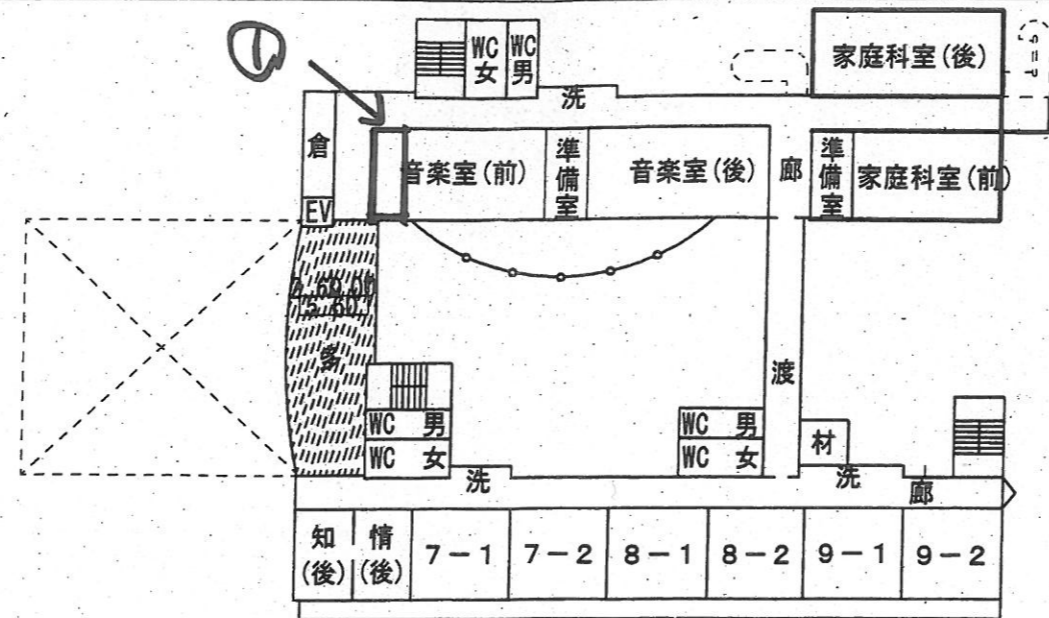 ①
WC 女
WC 男
家庭科室(後)
洗
倉
音楽室(前)
準備室
音楽室(後)
廊
準備室
家庭科室(前)
EV
多
渡
WC 男
WC 女
WC 男
WC 女
材
洗
洗
廊
知(後)
情(後)
7-1
7-2
8-1
8-2
9-1
9-2